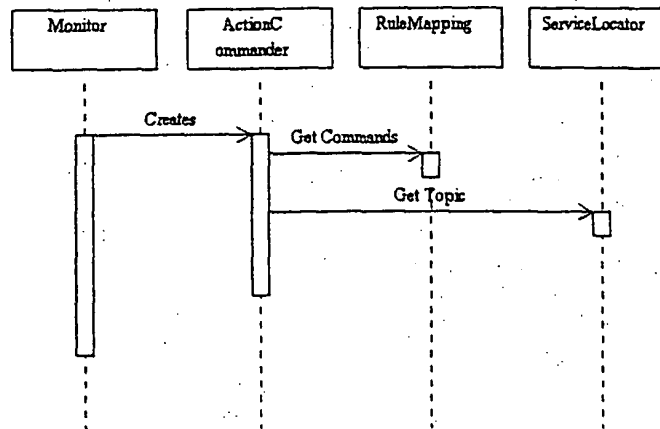 Monitor
ActionC
ommander
RuleMapping
ServiceLocator
Creates
Get Commands
Get Topic